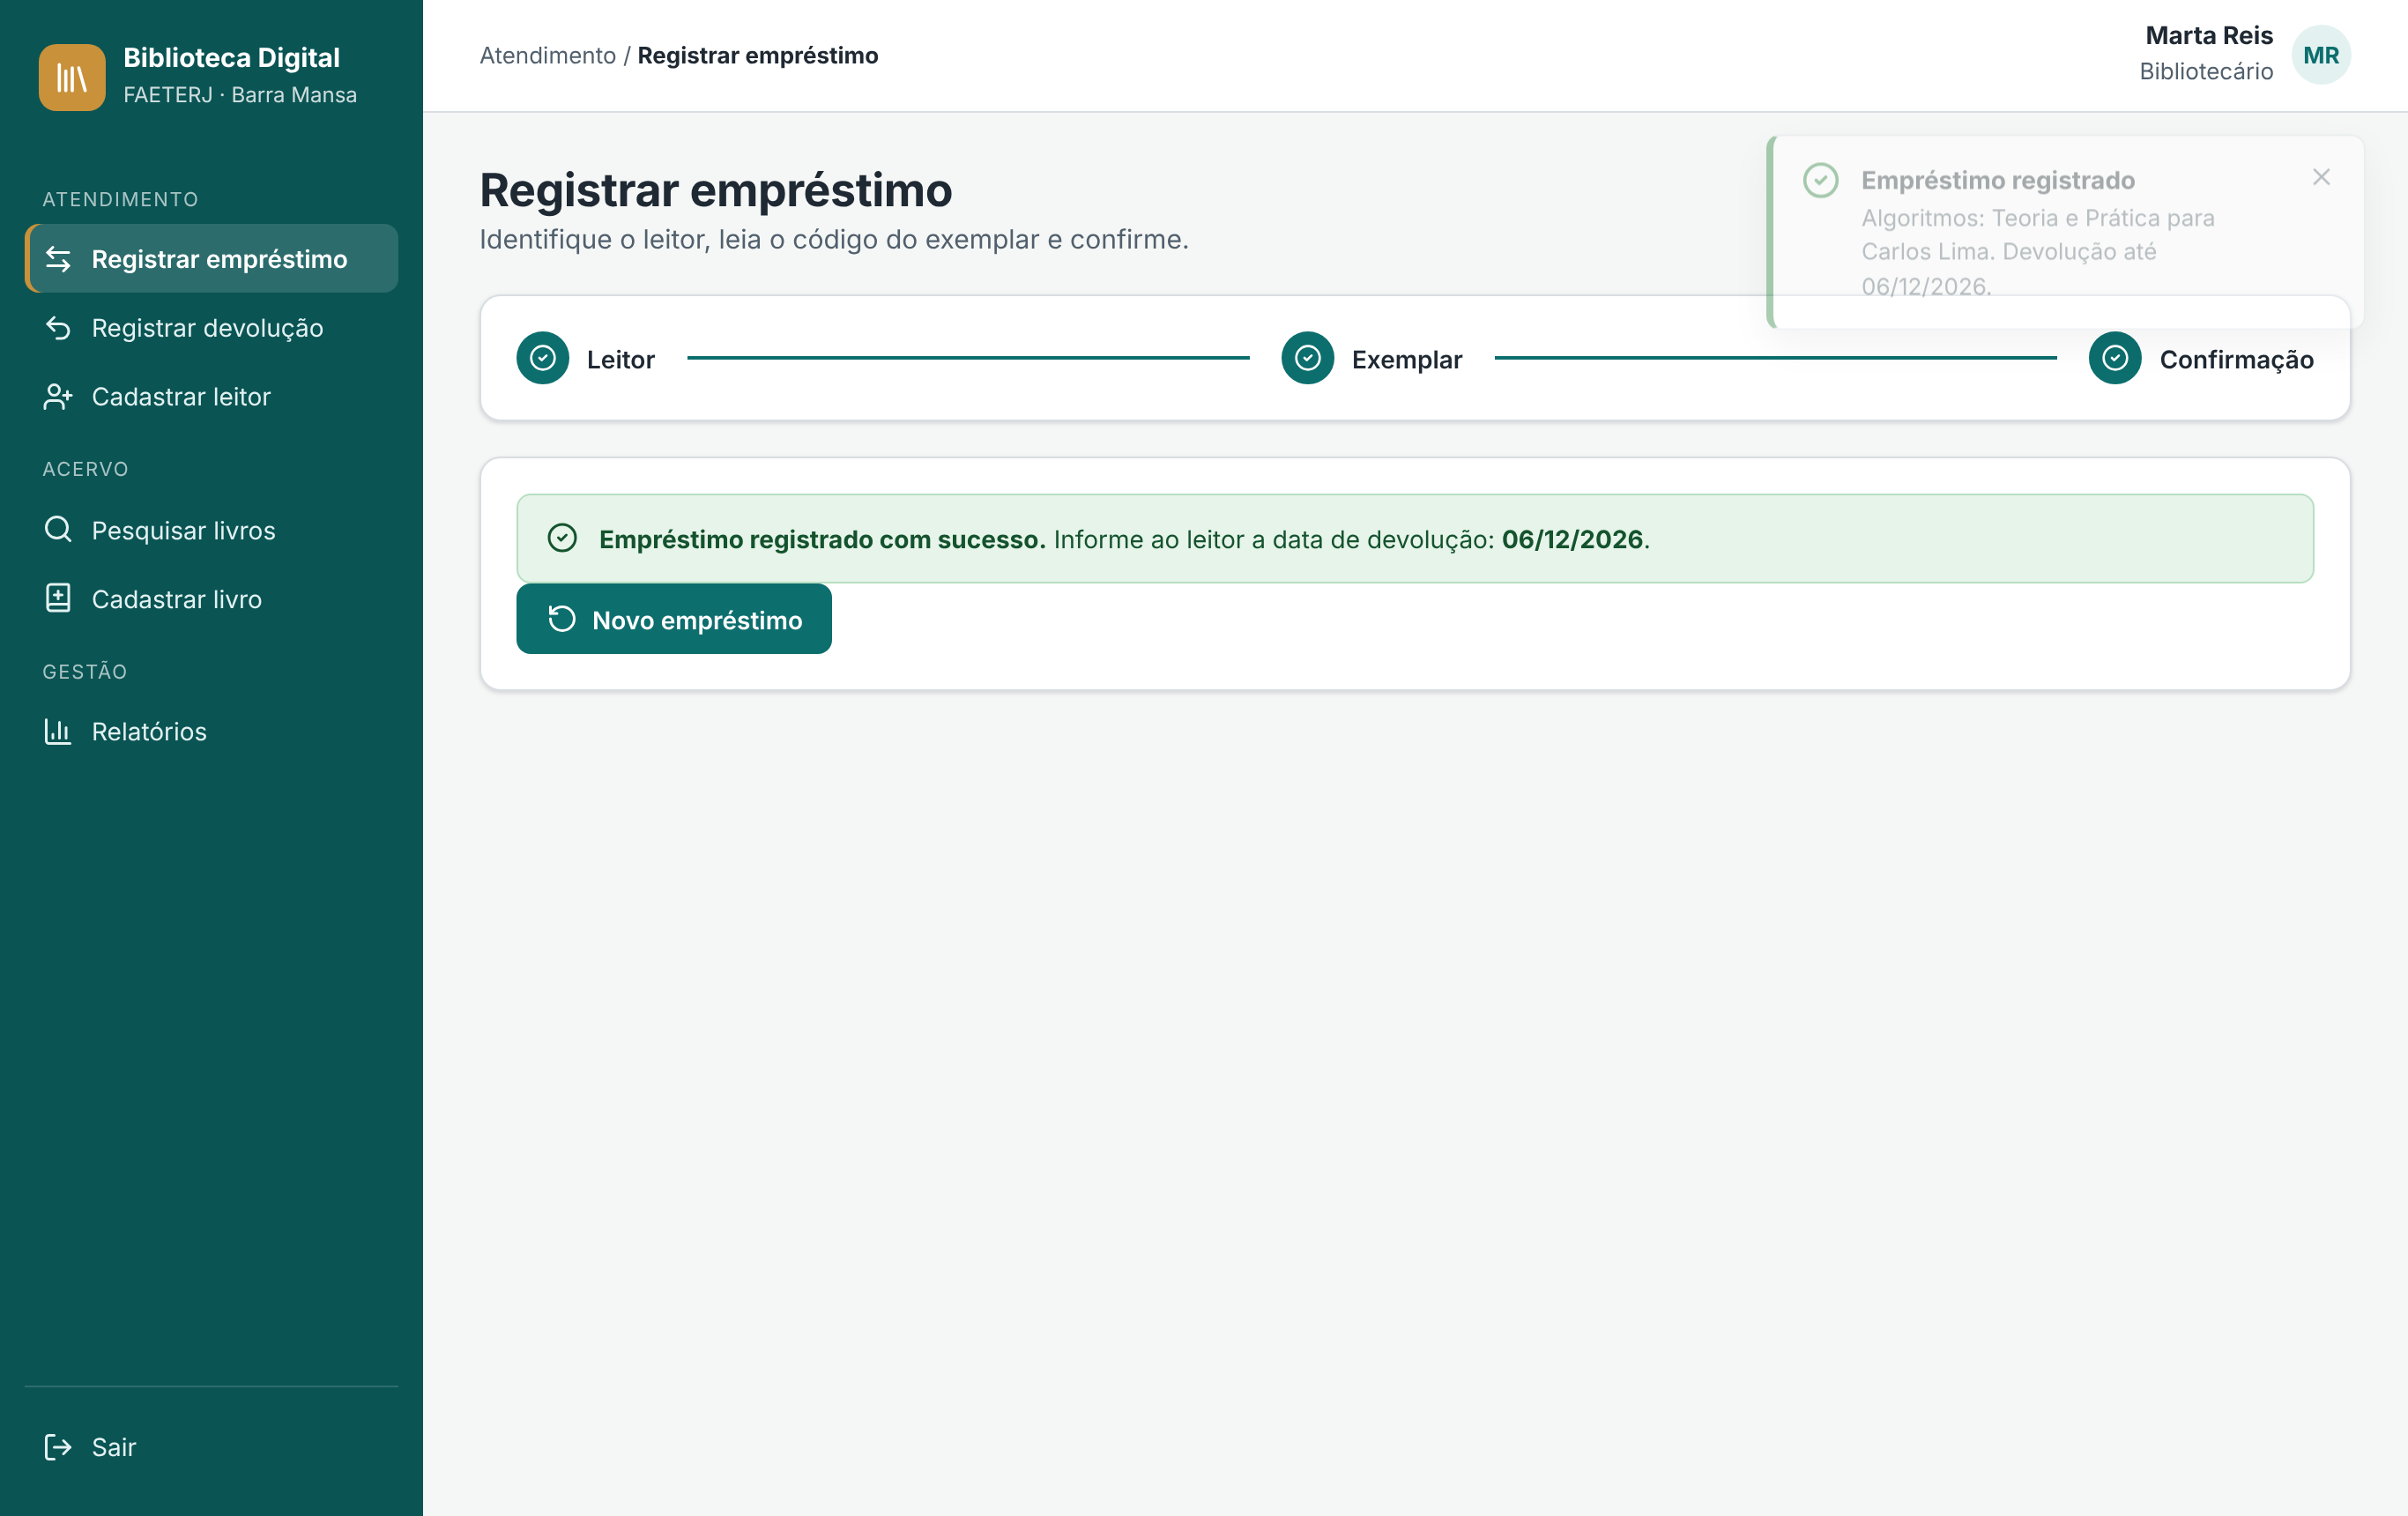 Biblioteca Digital
FAETERJ · Barra Mansa
ATENDIMENTO
Registrar empréstimo
Registrar devolução
Cadastrar leitor
ACERVO
Pesquisar livros
Cadastrar livro
GESTÃO
Relatórios
Sair
Atendimento / Registrar empréstimo
Marta Reis
Bibliotecário
MR
Registrar empréstimo
Identifique o leitor, leia o código do exemplar e confirme.
Empréstimo registrado
Algoritmos: Teoria e Prática para
Carlos Lima. Devolução até
06/12/2026.
Leitor
Exemplar
Confirmação
Empréstimo registrado com sucesso. Informe ao leitor a data de devolução: 06/12/2026.
Novo empréstimo